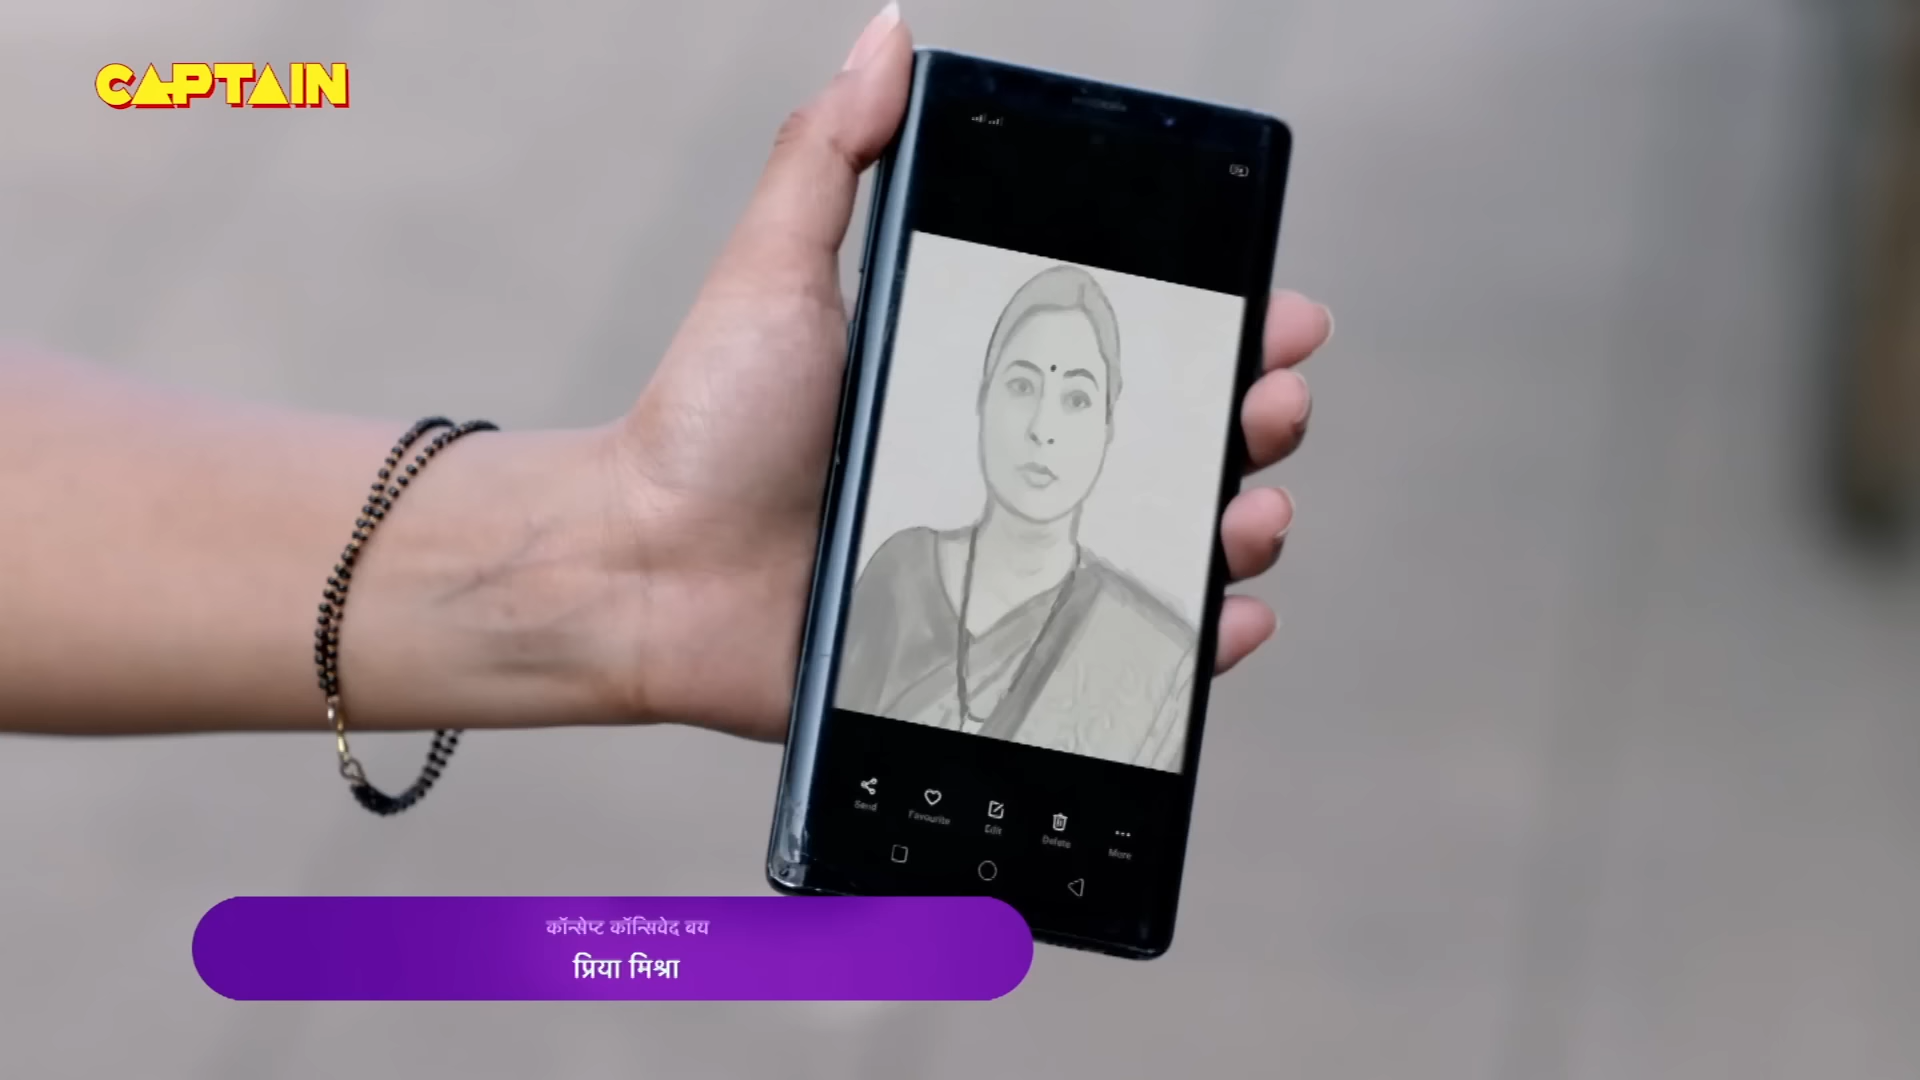 CAPTAIN
Send
Favourite
Edit
Delete
More
कॉन्सेप्ट कॉन्सिवेद बय
प्रिया मिश्रा